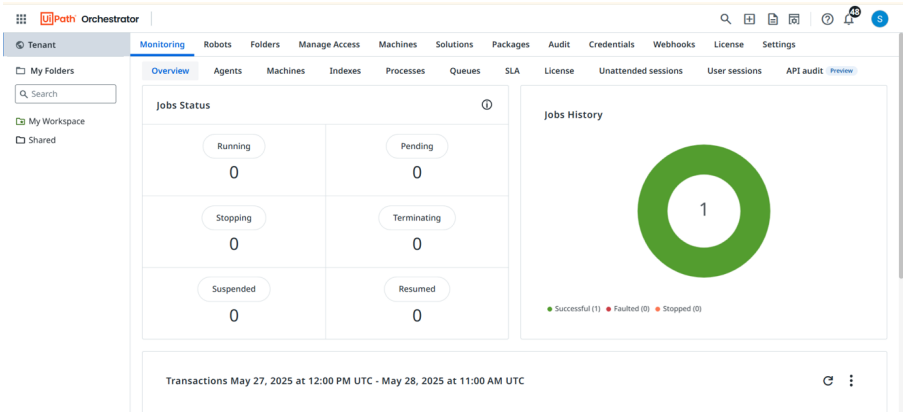 UiPath Orchestrator
48
S
Tenant
Monitoring Robots Folders Manage Access Machines Solutions Packages Audit Credentials Webhooks License Settings
My Folders
Overview Agents Machines Indexes Processes Queues SLA License Unattended sessions User sessions API audit Preview
Search
My Workspace
Shared
Jobs Status
Running
0
Pending
0
Stopping
0
Terminating
0
Suspended
0
Resumed
0
Jobs History
1
Successful (1) Faulted (0) Stopped (0)
Transactions May 27, 2025 at 12:00 PM UTC - May 28, 2025 at 11:00 AM UTC